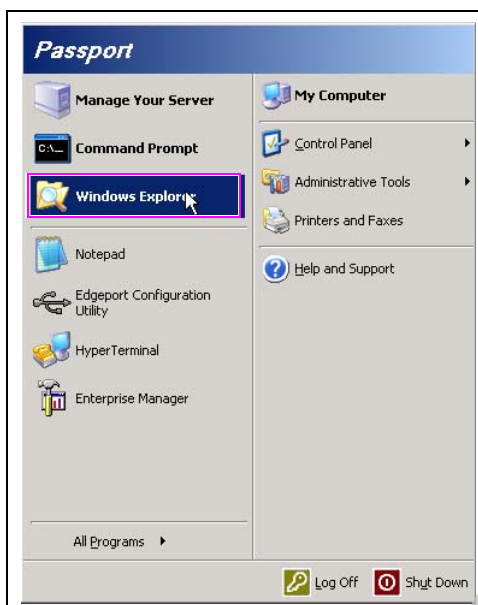 Passport
Manage Your Server
C:\_
Command Prompt
Windows Explorer
Notepad
Edgeport Configuration
Utility
HyperTerminal
Enterprise Manager
All Programs
My Computer
Control Panel
Administrative Tools
Printers and Faxes
Help and Support
Log Off
Shut Down